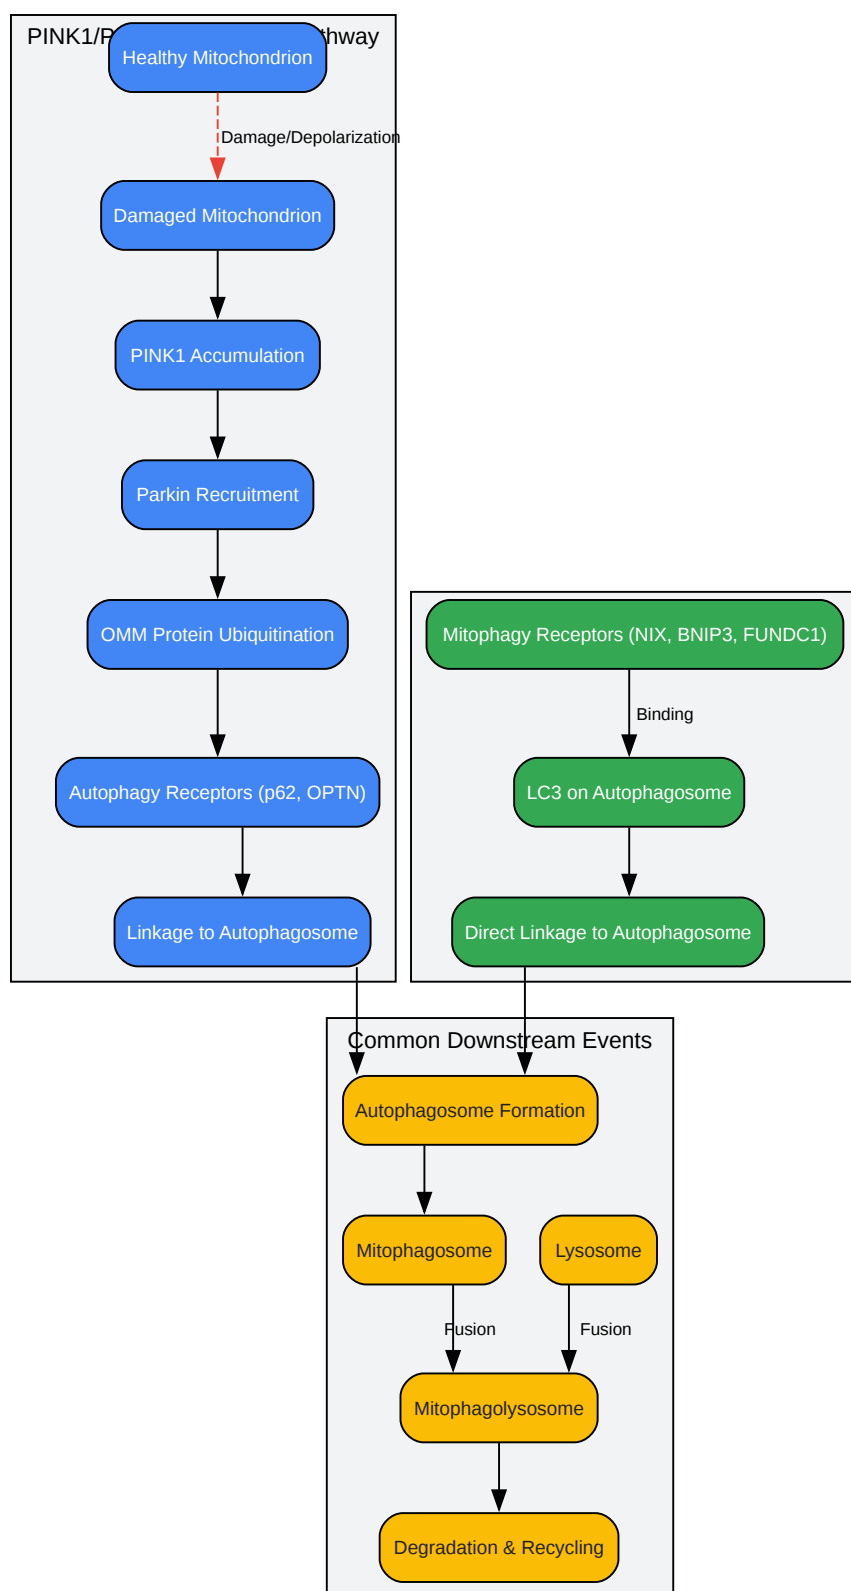 PINK1/P
thway
Healthy Mitochondrion
Damage/Depolarization
Damaged Mitochondrion
PINK1 Accumulation
Parkin Recruitment
OMM Protein Ubiquitination
Autophagy Receptors (p62, OPTN)
Linkage to Autophagosome
Mitophagy Receptors (NIX, BNIP3, FUNDC1)
Binding
LC3 on Autophagosome
Direct Linkage to Autophagosome
Common Downstream Events
Autophagosome Formation
Mitophagosome
Lysosome
Fusion
Fusion
Mitophagolysosome
Degradation & Recycling